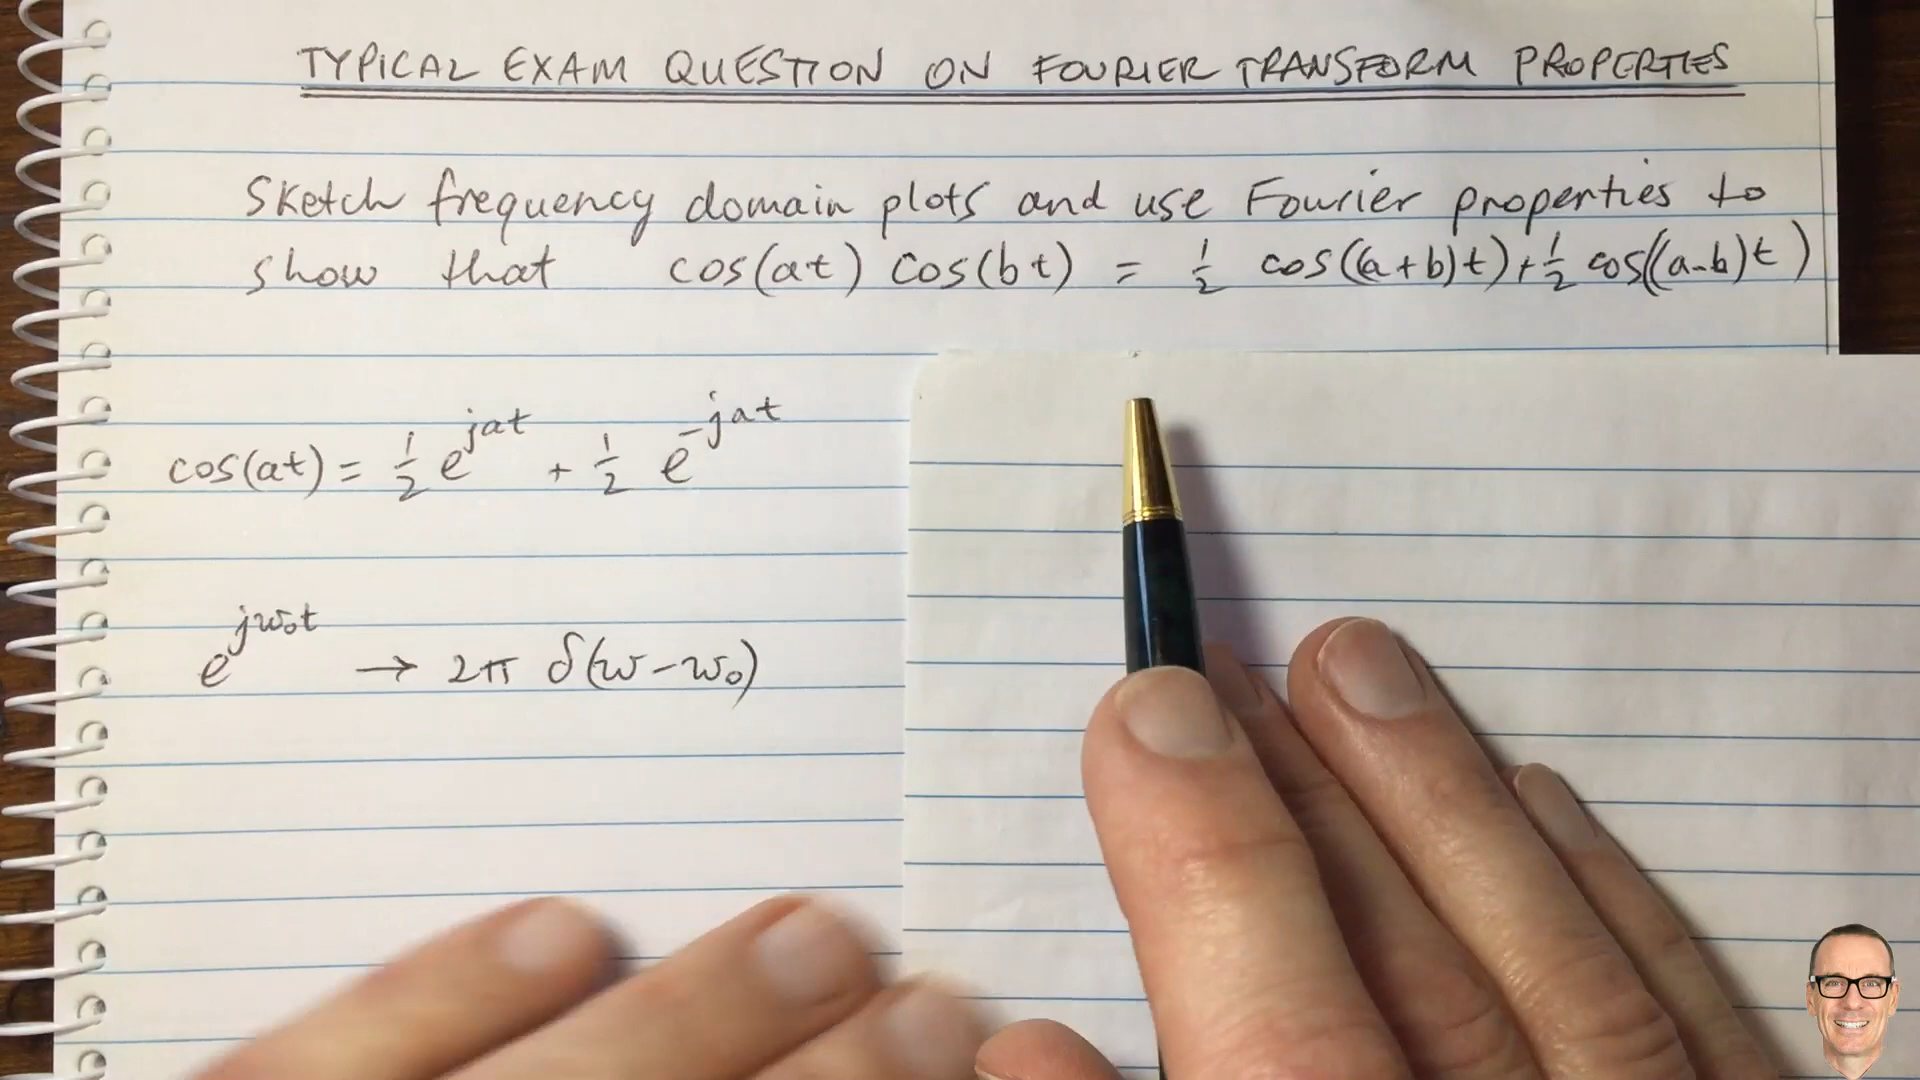 TYPICAL EXAM QUESTION ON FOURIER TRANSFORM PROPERTIES
Sketch frequency domain plots and use Fourier properties to
show that cos(at) cos(bt) = 1/2 cos((a+b)t) + 1/2 cos((a-b)t)
cos(at) = 1/2 e^{jat} + 1/2 e^{-jat}
e^{jω₀t} → 2π δ(ω-ω₀)